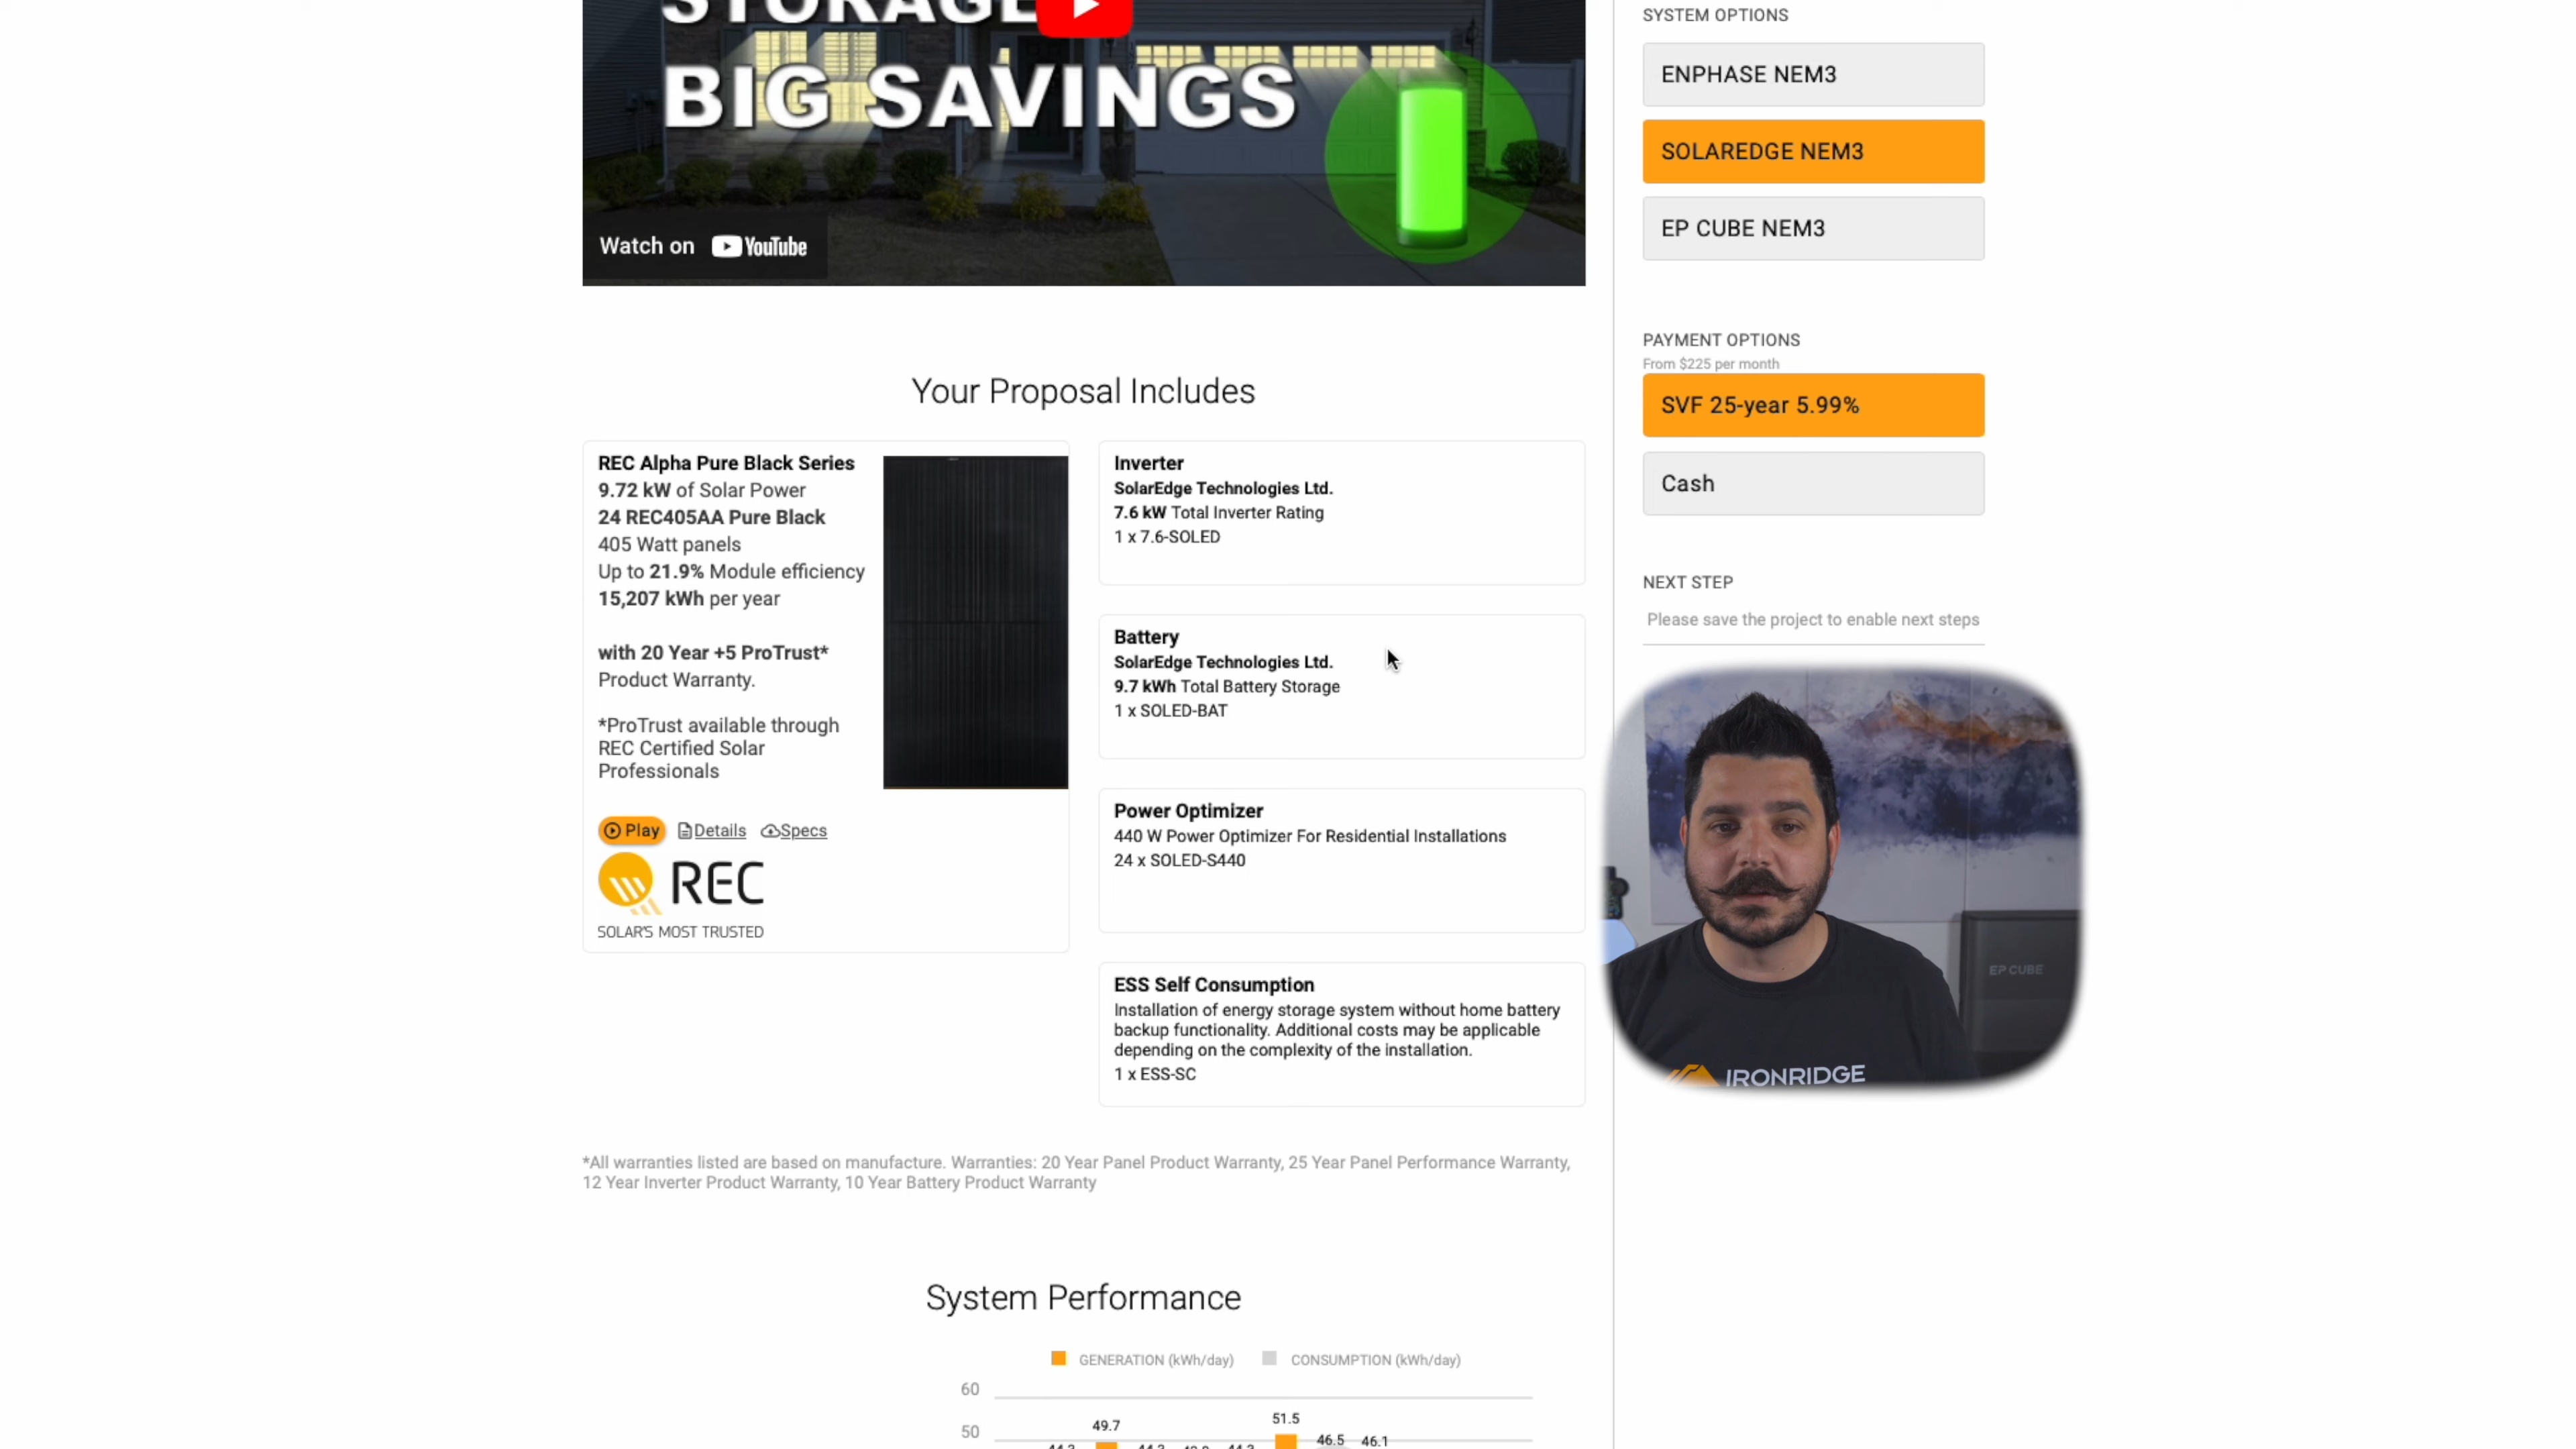 STORAGE
BIG SAVINGS
Watch on YouTube
SYSTEM OPTIONS
ENPHASE NEM3
SOLAREDGE NEM3
EP CUBE NEM3
PAYMENT OPTIONS
From $225 per month
SVF 25-year 5.99%
Cash
NEXT STEP
Please save the project to enable next steps
Your Proposal Includes
REC Alpha Pure Black Series
9.72 kW of Solar Power
24 REC405AA Pure Black
405 Watt panels
Up to 21.9% Module efficiency
15,207 kWh per year
with 20 Year +5 ProTrust*
Product Warranty.
*ProTrust available through
REC Certified Solar
Professionals
Play Details Specs
REC
SOLAR'S MOST TRUSTED
Inverter
SolarEdge Technologies Ltd.
7.6 kW Total Inverter Rating
1 x 7.6-SOLED
Battery
SolarEdge Technologies Ltd.
9.7 kWh Total Battery Storage
1 x SOLED-BAT
Power Optimizer
440 W Power Optimizer For Residential Installations
24 x SOLED-S440
ESS Self Consumption
Installation of energy storage system without home battery
backup functionality. Additional costs may be applicable
depending on the complexity of the installation.
1 x ESS-SC
EP CUBE
IRONRIDGE
*All warranties listed are based on manufacture. Warranties: 20 Year Panel Product Warranty, 25 Year Panel Performance Warranty,
12 Year Inverter Product Warranty, 10 Year Battery Product Warranty
System Performance
GENERATION (kWh/day) CONSUMPTION (kWh/day)
60
51.5
49.7
50
46.5 46.1